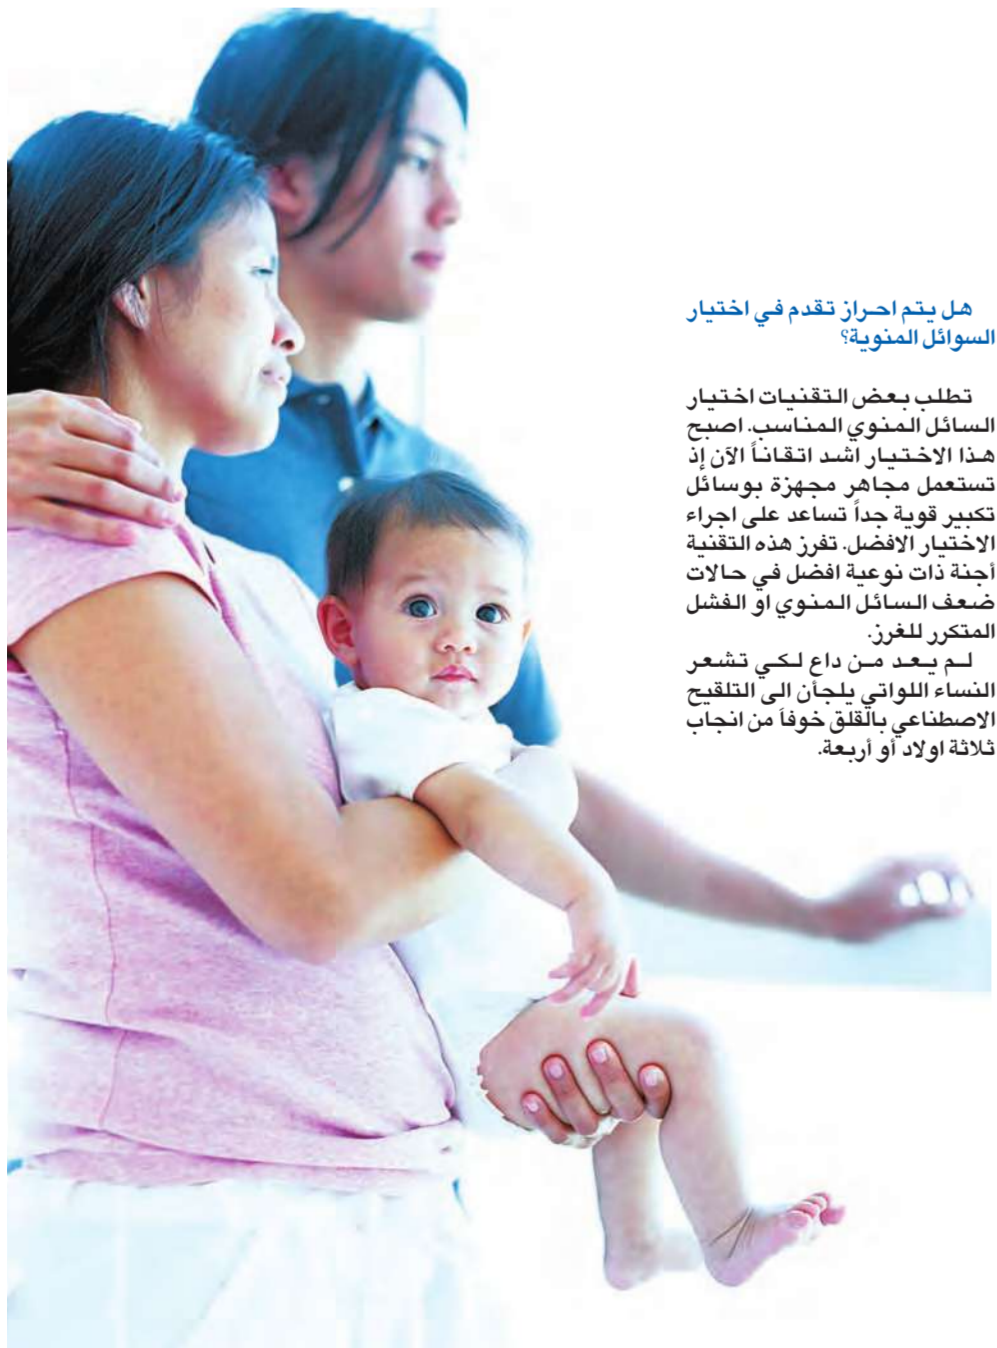 هل يتم احراز تقدم في اختيار
السوائل المنوية؟
تطلب بعض التقنيات اختيار
السائل المنوي المناسب. اصبح
هذا الاختيار اشد اتقاناً الآن إذ
تستعمل مجاهر مجهزة بوسائل
تكبير قوية جداً تساعد على اجراء
الاختيار الافضل. تفرز هذه التقنية
أجنة ذات نوعية افضل في حالات
ضعف السائل المنوي او الفشل
المتكرر للغرز.
لم يعد من داع لكي تشعر
النساء اللواتي يلجأن الى التلقيح
الاصطناعي بالقلق خوفاً من انجاب
ثلاثة اولاد أو أربعة.